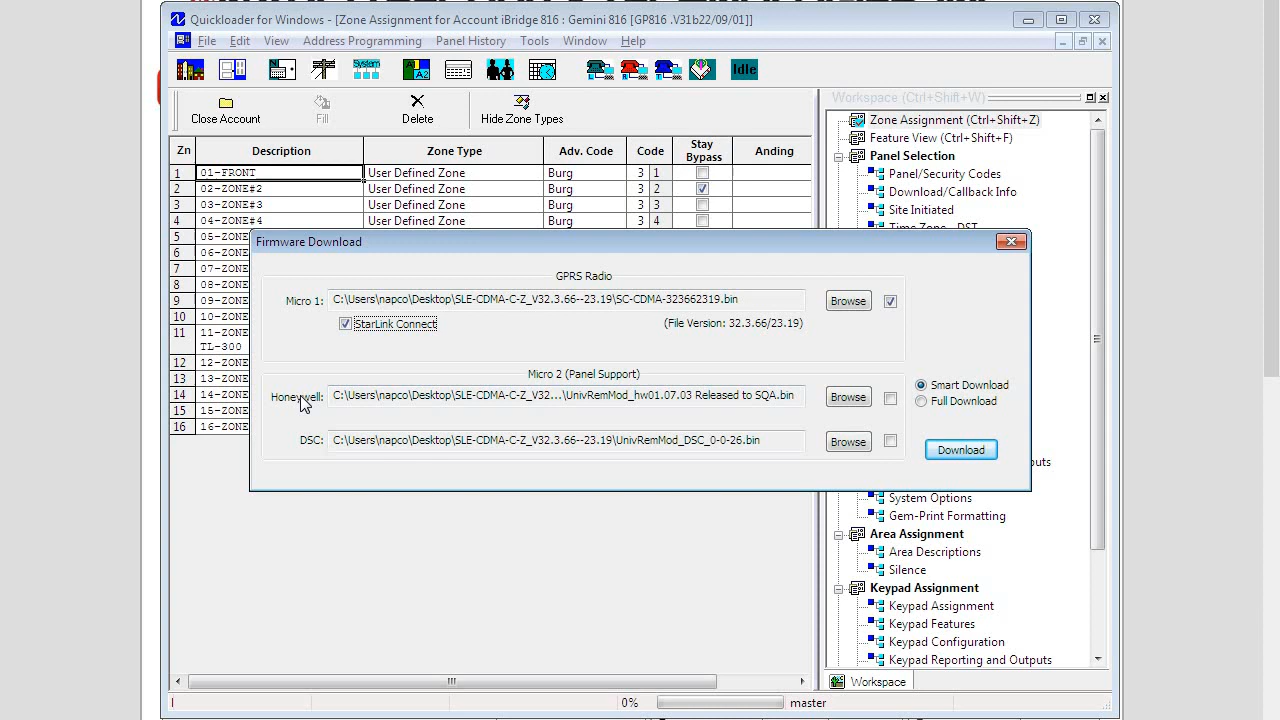 Quickloader for Windows - [Zone Assignment for Account iBridge 816 : Gemini 816 [GP816 .V31b22/09/01]]
File Edit View Address Programming Panel History Tools Window Help
System Idle
Close Account Fill Delete Hide Zone Types
Workspace (Ctrl+Shift+W)
Zn Description Zone Type Adv. Code Code Stay Bypass Anding
1 01-FRONT User Defined Zone Burg 3 1
2 02-ZONE#2 User Defined Zone Burg 3 2
3 03-ZONE#3 User Defined Zone Burg 3 3
4 04-ZONE#4 User Defined Zone Burg 3 4
5 05-ZONE
6 06-ZONE
7 07-ZONE
8 08-ZONE
9 09-ZONE
10 10-ZONE
11 11-ZONE
TL-300
12 12-ZONE
13 13-ZONE
14 14-ZONE
15 15-ZONE
16 16-ZONE
Firmware Download
GPRS Radio
Micro 1: C:\Users\napco\Desktop\SLE-CDMA-C-Z_V32.3.66--23.19\SC-CDMA-323662319.bin Browse
StarLink Connect (File Version: 32.3.66/23.19)
Micro 2 (Panel Support)
Honeywell: C:\Users\napco\Desktop\SLE-CDMA-C-Z_V32...\UnivRemMod_hw01.07.03 Released to SQA.bin Browse
DSC: C:\Users\napco\Desktop\SLE-CDMA-C-Z_V32.3.66--23.19\UnivRemMod_DSC_0-0-26.bin Browse
Smart Download
Full Download
Download
Zone Assignment (Ctrl+Shift+Z)
Feature View (Ctrl+Shift+F)
Panel Selection
Panel/Security Codes
Download/Callback Info
Site Initiated
Time Zone - DST
System Options
Gem-Print Formatting
Area Assignment
Area Descriptions
Silence
Keypad Assignment
Keypad Assignment
Keypad Features
Keypad Configuration
Keypad Reporting and Outputs
Workspace
0% master